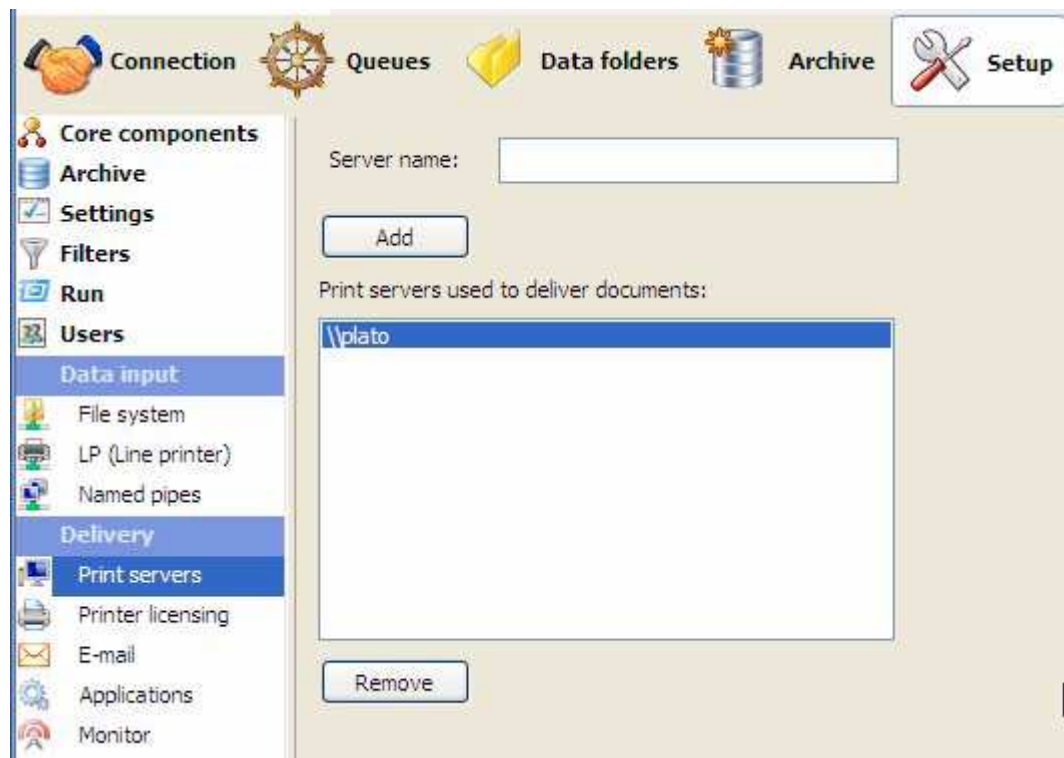 Connection Queues Data folders Archive Setup
Core components
Archive
Settings
Filters
Run
Users
Data input
File system
LP (Line printer)
Named pipes
Delivery
Print servers
Printer licensing
E-mail
Applications
Monitor
Server name:
Add
Print servers used to deliver documents:
\\plato
Remove